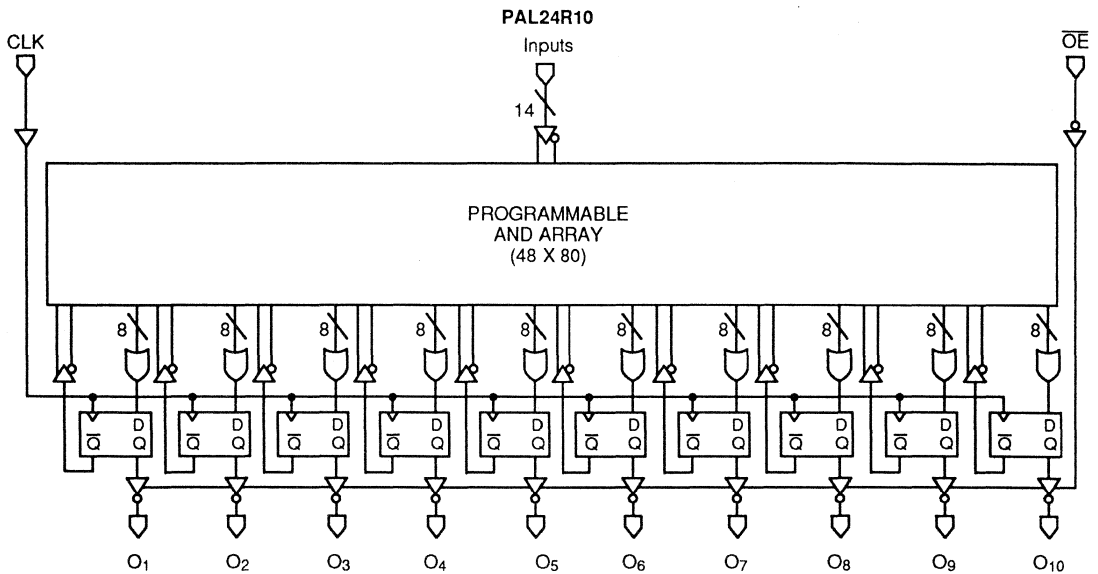 PAL24R10
CLK
Inputs
O̅E̅
14
PROGRAMMABLE
AND ARRAY
(48 X 80)
8 8 8 8 8 8 8 8 8 8
D D D D D D D D D D
Q̅ Q Q̅ Q Q̅ Q Q̅ Q Q̅ Q Q̅ Q Q̅ Q Q̅ Q Q̅ Q Q̅ Q
O1 O2 O3 O4 O5 O6 O7 O8 O9 O10